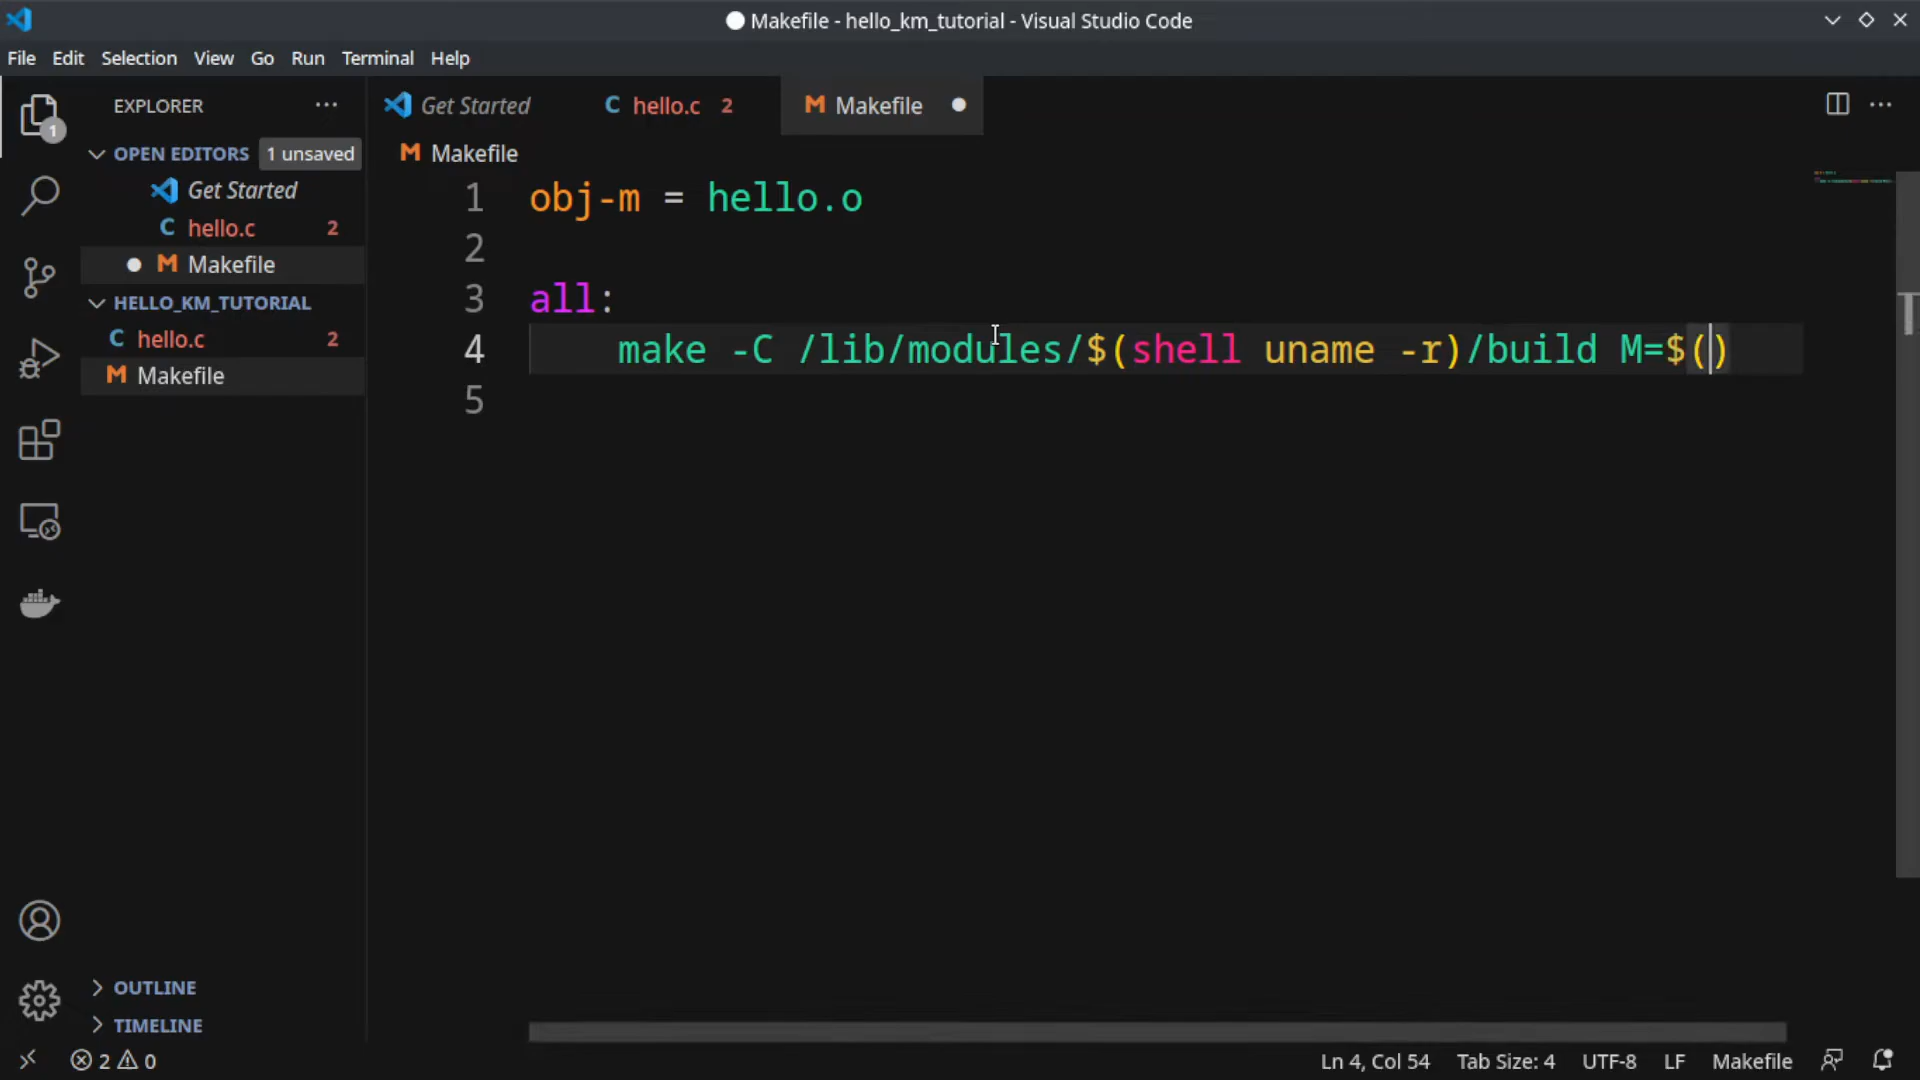 Makefile - hello_km_tutorial - Visual Studio Code
File Edit Selection View Go Run Terminal Help
EXPLORER
Get Started
hello.c 2
Makefile
1
OPEN EDITORS 1 unsaved
Get Started
hello.c 2
Makefile
HELLO_KM_TUTORIAL
hello.c 2
Makefile
OUTLINE
TIMELINE
Makefile
1 obj-m = hello.o
2
3 all:
4 make -C /lib/modules/$(shell uname -r)/build M=$()
5
2 0 Ln 4, Col 54 Tab Size: 4 UTF-8 LF Makefile